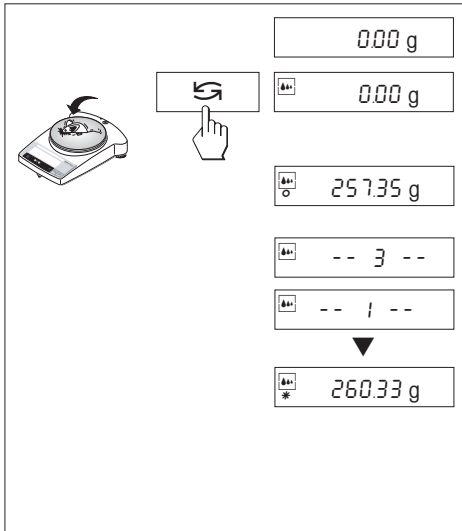 0.00 g
0.00 g
257.35 g
-- 3 --
-- 1 --
260.33 g
*